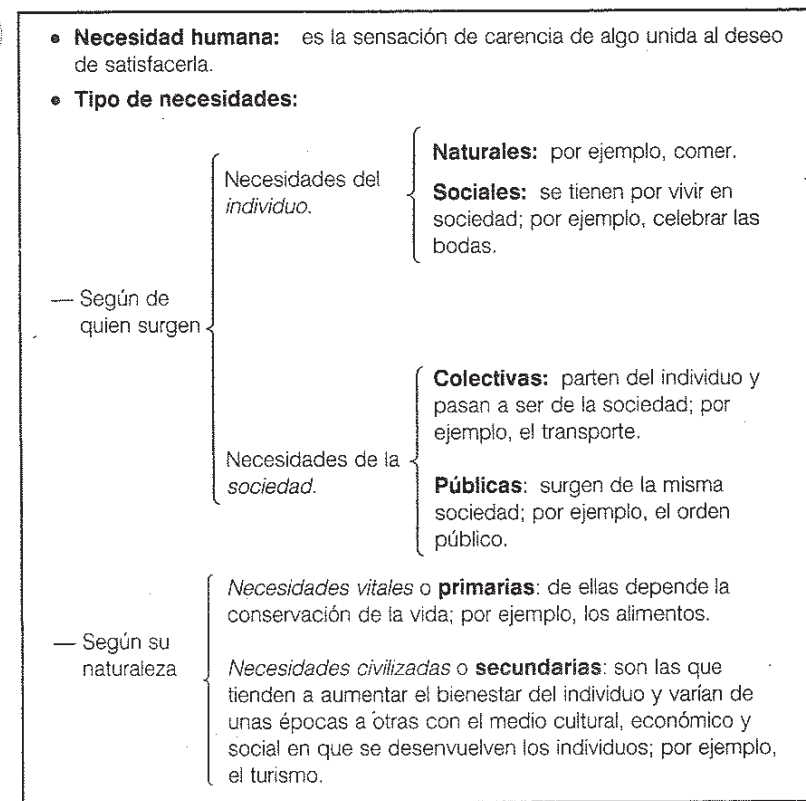 • Necesidad humana: es la sensación de carencia de algo unida al deseo
de satisfacerla.
• Tipo de necesidades:
— Según de
quien surgen
Necesidades del
individuo.
Naturales: por ejemplo, comer.
Sociales: se tienen por vivir en
sociedad; por ejemplo, celebrar las
bodas.
Necesidades de la
sociedad.
Colectivas: parten del individuo y
pasan a ser de la sociedad; por
ejemplo, el transporte.
Públicas: surgen de la misma
sociedad; por ejemplo, el orden
público.
— Según su
naturaleza
Necesidades vitales o primarias: de ellas depende la
conservación de la vida; por ejemplo, los alimentos.
Necesidades civilizadas o secundarias: son las que
tienden a aumentar el bienestar del individuo y varían de
unas épocas a otras con el medio cultural, económico y
social en que se desenvuelven los individuos; por ejemplo,
el turismo.